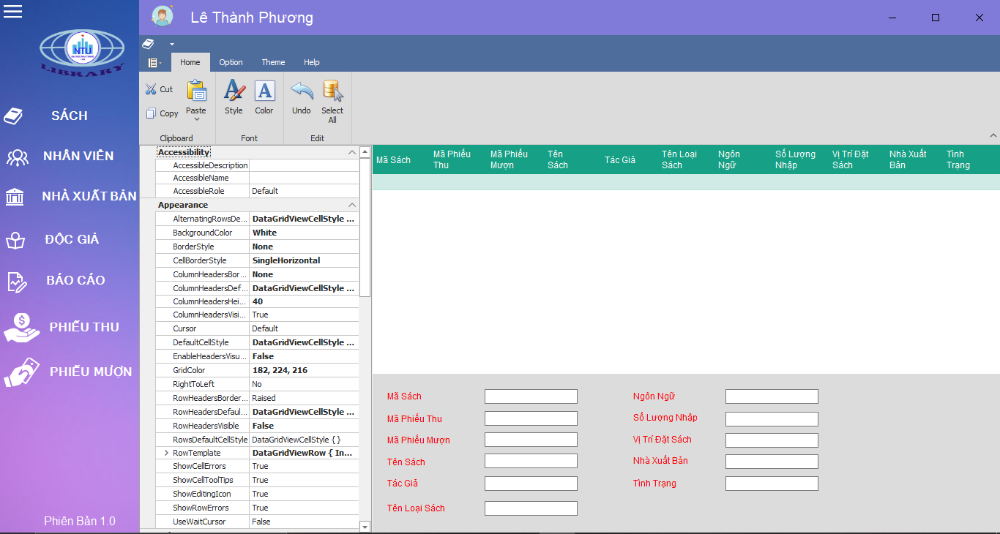 Lê Thành Phương
NTU
LIBRARY
SÁCH
NHÂN VIÊN
NHÀ XUẤT BẢN
ĐỘC GIẢ
BÁO CÁO
PHIẾU THU
PHIẾU MƯỢN
Phiên Bản 1.0
Home Option Theme Help
Cut
Copy
Paste
Clipboard
Style
Color
Font
Undo
Select
All
Edit
Accessibility
AccessibleDescription
AccessibleName
AccessibleRole Default
Appearance
AlternatingRowsDe... DataGridViewCellStyle ...
BackgroundColor White
BorderStyle None
CellBorderStyle SingleHorizontal
ColumnHeadersBor... None
ColumnHeadersDef... DataGridViewCellStyle ...
ColumnHeadersHei... 40
ColumnHeadersVisi... True
Cursor Default
DefaultCellStyle DataGridViewCellStyle ...
EnableHeadersVisu... False
GridColor 182, 224, 216
RightToLeft No
RowHeadersBorder... Raised
RowHeadersDefaul... DataGridViewCellStyle ...
RowHeadersVisible False
RowsDefaultCellStyle DataGridViewCellStyle { }
RowTemplate DataGridViewRow { In...
ShowCellErrors True
ShowCellToolTips True
ShowEditingIcon True
ShowRowErrors True
UseWaitCursor False
Mã Sách
Mã Phiếu
Thu
Mã Phiếu
Mượn
Tên
Sách
Tác Giả
Tên Loại
Sách
Ngôn
Ngữ
Số Lượng
Nhập
Vị Trí Đặt
Sách
Nhà Xuất
Bản
Tình
Trạng
Mã Sách
Mã Phiếu Thu
Mã Phiếu Mượn
Tên Sách
Tác Giả
Tên Loại Sách
Ngôn Ngữ
Số Lượng Nhập
Vị Trí Đặt Sách
Nhà Xuất Bản
Tình Trạng